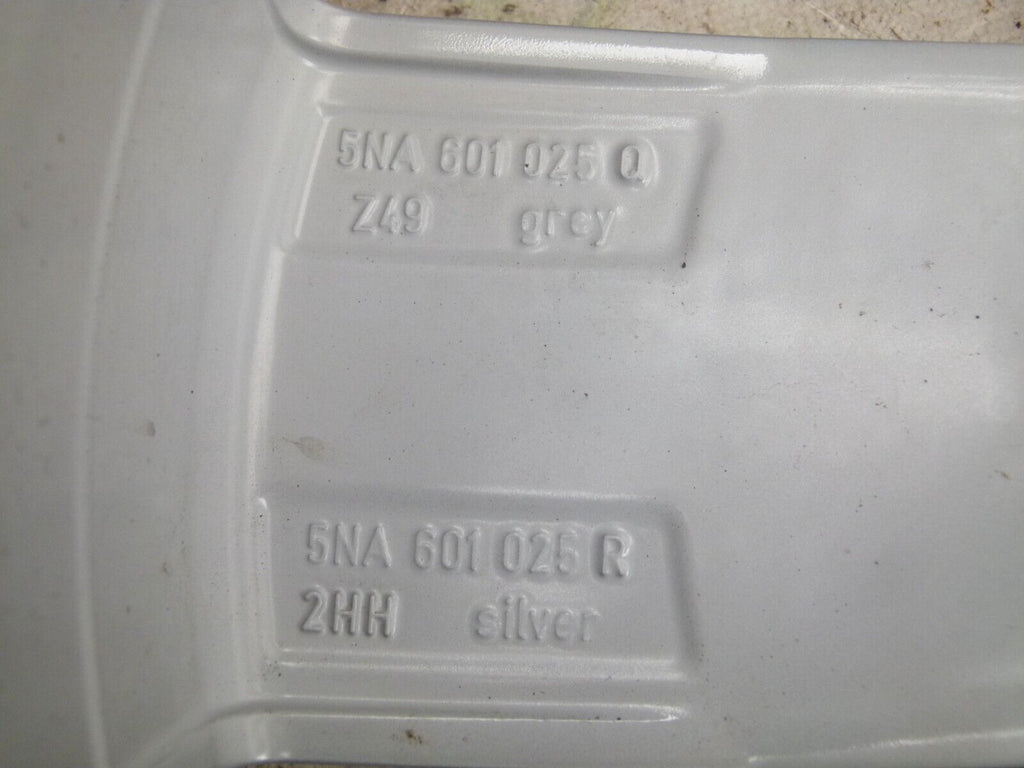 5NA 601 025 Q
Z49 grey
5NA 601 025 R
2HH silver